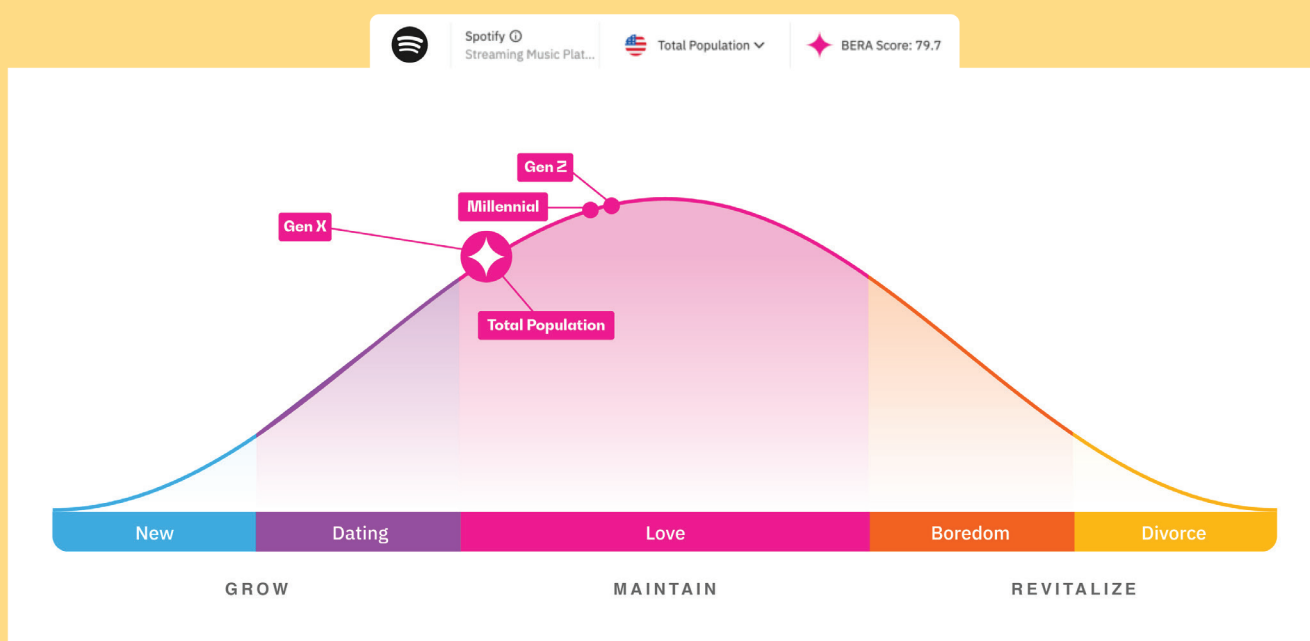 Spotify ⓘ
Streaming Music Plat...
Total Population
BERA Score: 79.7
Gen Z
Millennial
Gen X
Total Population
New
Dating
Love
Boredom
Divorce
GROW
MAINTAIN
REVITALIZE